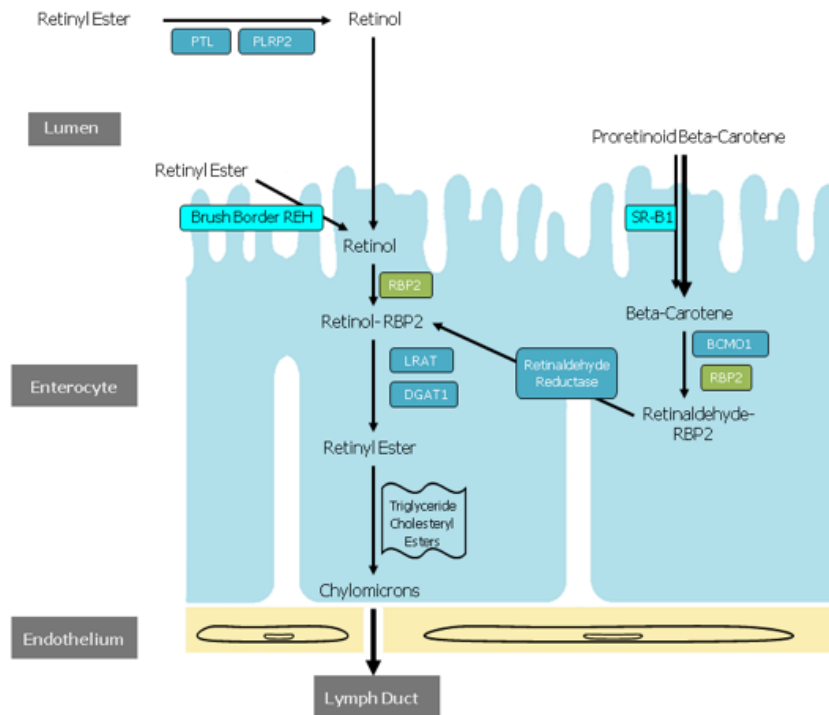 Retinyl Ester
Retinol
PTL
PLRP2
Lumen
Proretinoid Beta-Carotene
Retinyl Ester
Brush Border REH
SR-B1
Retinol
RBP2
Beta-Carotene
Retinol-RBP2
BCMO1
LRAT
Retinaldehyde
Reductase
RBP2
Enterocyte
DGAT1
Retinaldehyde-
RBP2
Retinyl Ester
Triglyceride
Cholesteryl
Esters
Chylomicrons
Endothelium
Lymph Duct